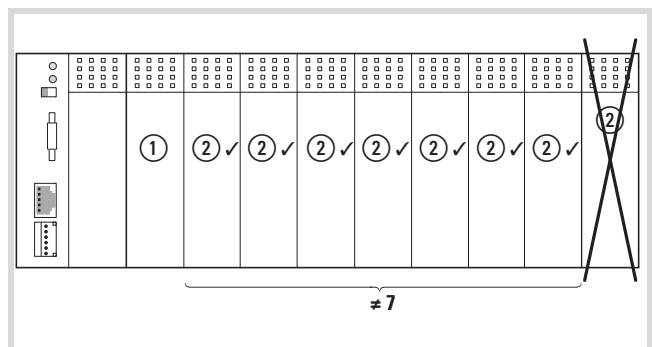 ① ② ✓ ② ✓ ② ✓ ② ✓ ② ✓ ② ✓ ② ✓ ②
≠ 7